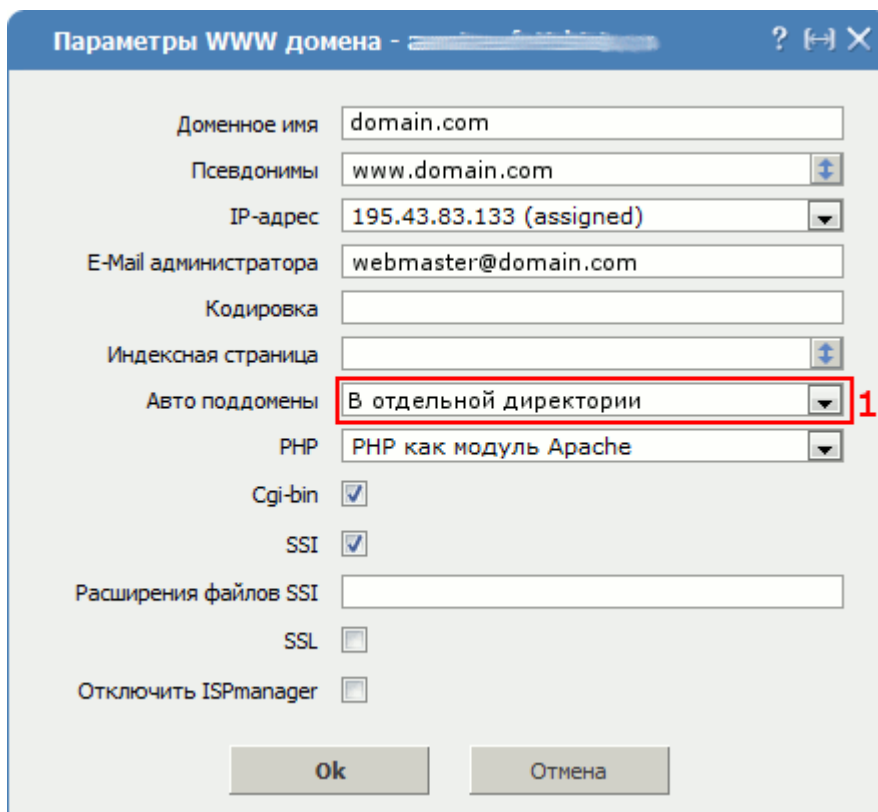 Параметры WWW домена -
Доменное имя domain.com
Псевдонимы www.domain.com
IP-адрес 195.43.83.133 (assigned)
E-Mail администратора webmaster@domain.com
Кодировка
Индексная страница
Авто поддомены В отдельной директории 1
PHP PHP как модуль Apache
Cgi-bin
SSI
Расширения файлов SSI
SSL
Отключить ISPmanager
Ok Отмена